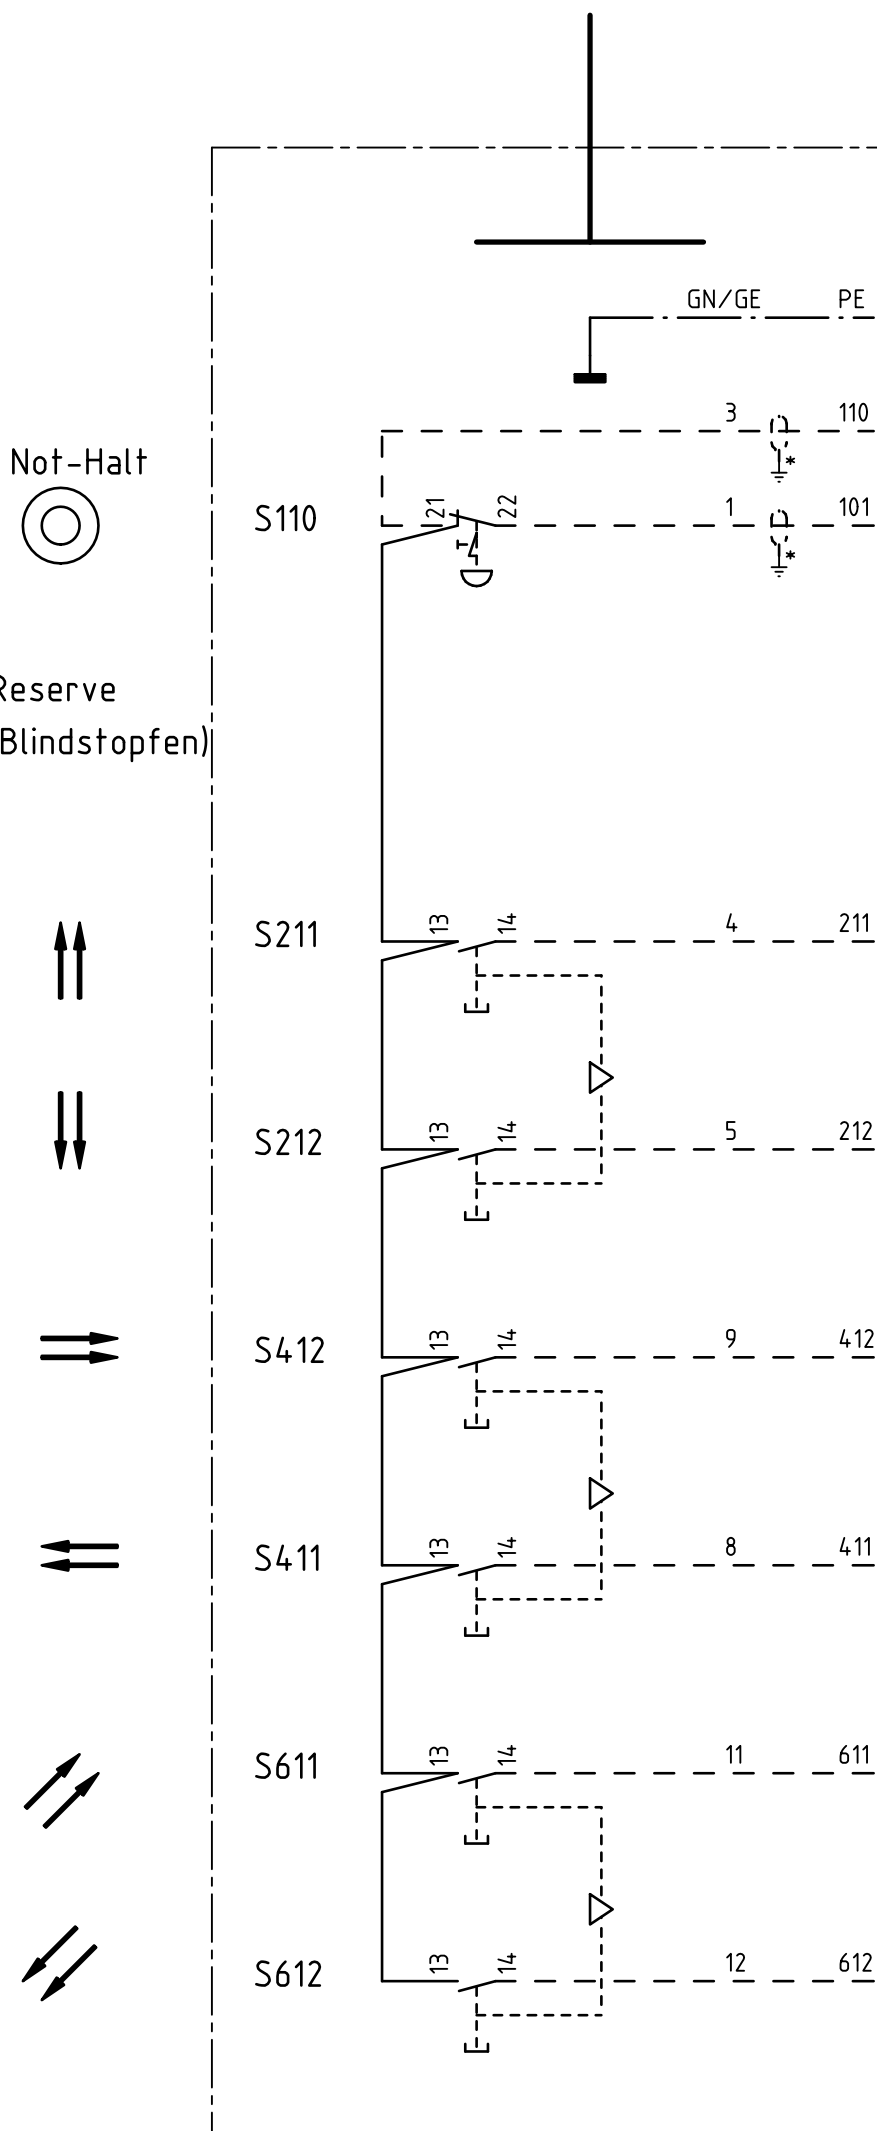 GN/GE PE
3 110
*
Not-Halt
S110 21 22 1 101
*
Reserve
(Blindstopfen)
S211 13 14 4 211
S212 13 14 5 212
S412 13 14 9 412
S411 13 14 8 411
S611 13 14 11 611
S612 13 14 12 612